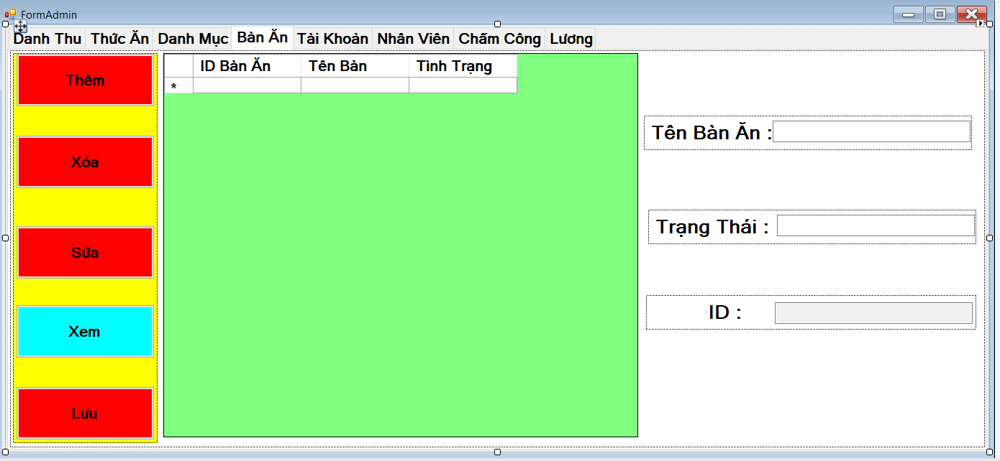 FormAdmin
Danh Thu Thức Ăn Danh Mục Bàn Ăn Tài Khoản Nhân Viên Chấm Công Lương
Thêm
Xóa
Sửa
Xem
Lưu
ID Bàn Ăn Tên Bàn Tình Trạng
*
Tên Bàn Ăn :
Trạng Thái :
ID :